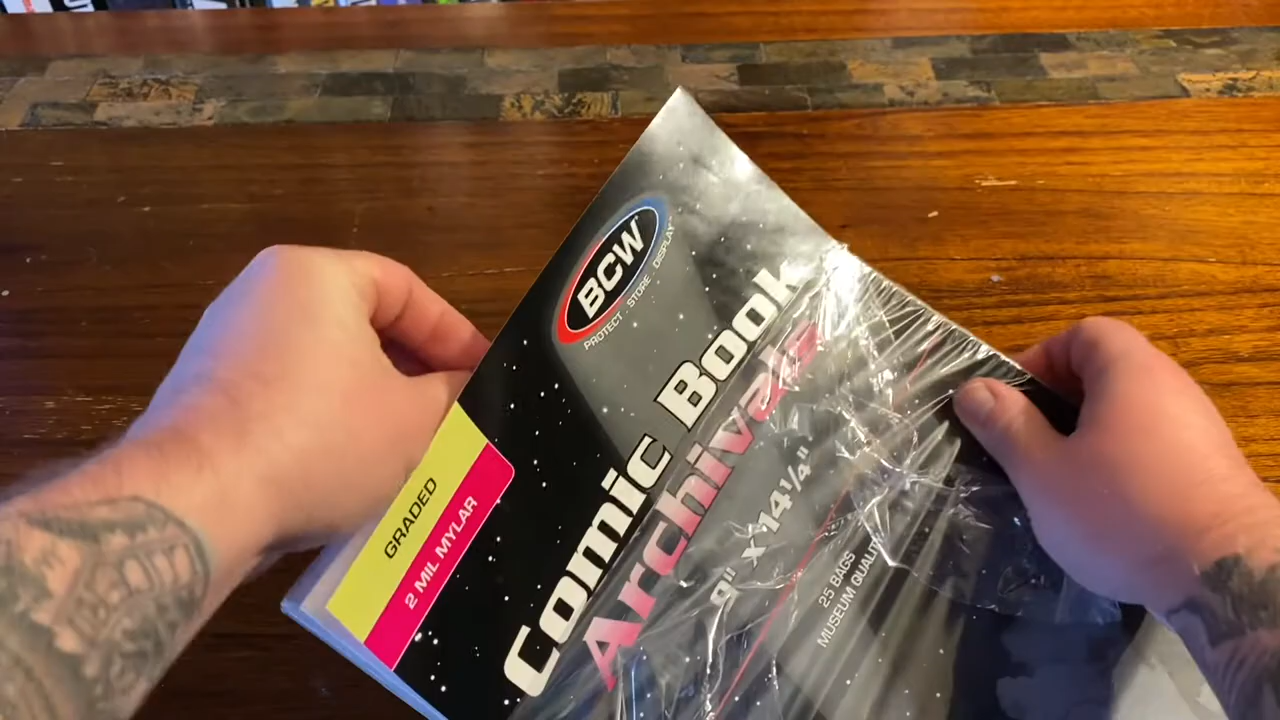 BCW
PROTECT · STORE · DISPLAY
Comic Book
Archivals
9" x 14¼"
25 BAGS
MUSEUM QUALITY
GRADED
2 MIL MYLAR